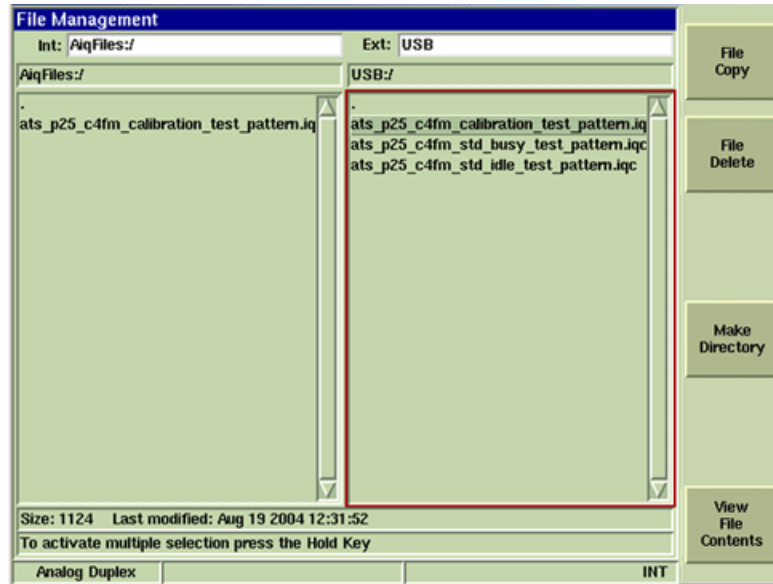 File Management
Int: AiqFiles:/ Ext: USB
AiqFiles:/ USB:/
. .
ats_p25_c4fm_calibration_test_pattern.iq ats_p25_c4fm_calibration_test_pattern.iq
ats_p25_c4fm_std_busy_test_pattern.iqc
ats_p25_c4fm_std_idle_test_pattern.iqc
Size: 1124 Last modified: Aug 19 2004 12:31:52
To activate multiple selection press the Hold Key
Analog Duplex INT
File
Copy
File
Delete
Make
Directory
View
File
Contents